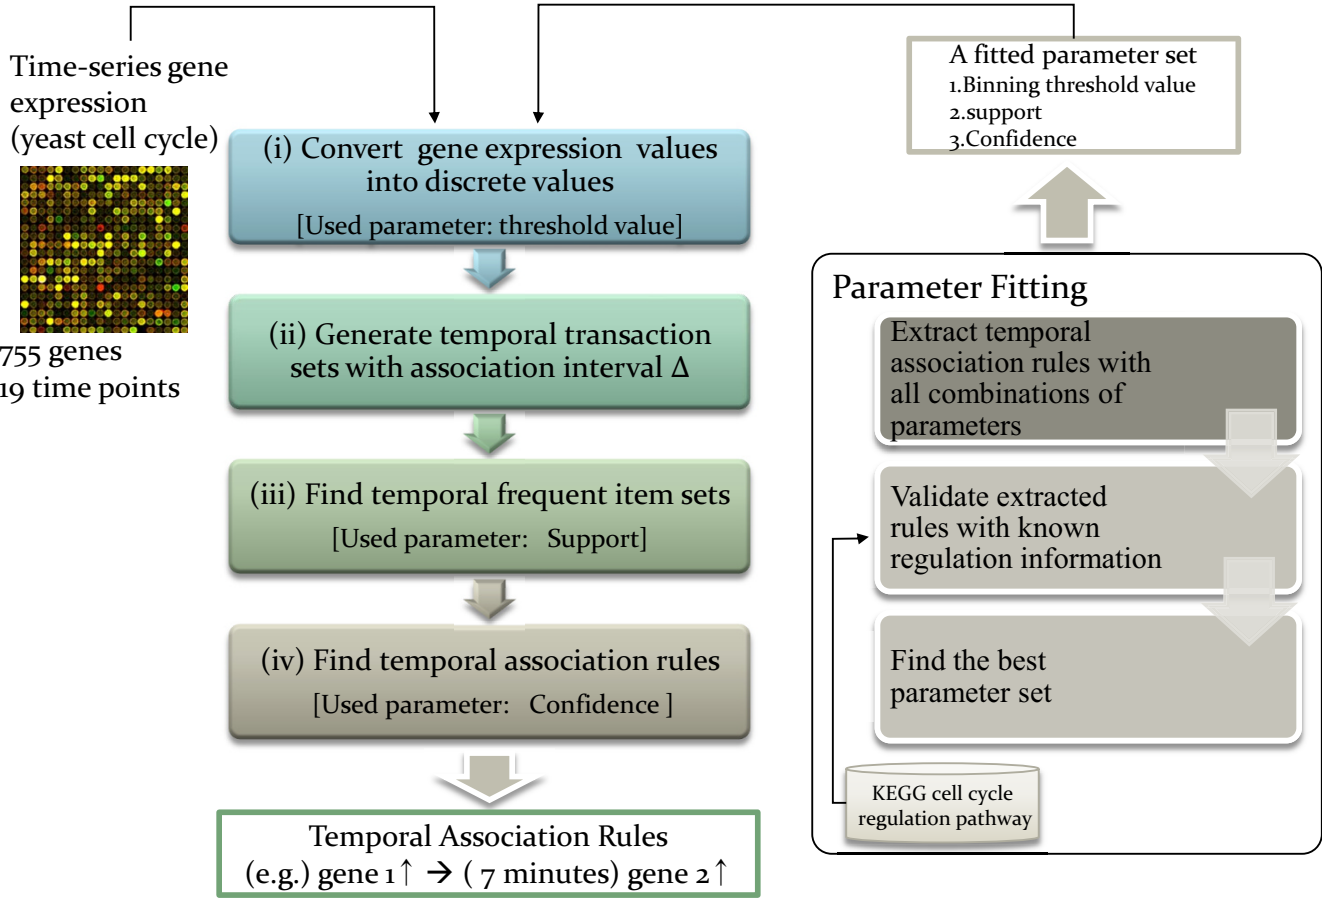 Time-series gene
expression
(yeast cell cycle)
755 genes
19 time points
(i) Convert gene expression values
into discrete values
[Used parameter: threshold value]
(ii) Generate temporal transaction
sets with association interval Δ
(iii) Find temporal frequent item sets
[Used parameter: Support]
(iv) Find temporal association rules
[Used parameter: Confidence ]
Temporal Association Rules
(e.g.) gene 1↑ → ( 7 minutes) gene 2↑
A fitted parameter set
1.Binning threshold value
2.support
3.Confidence
Parameter Fitting
Extract temporal
association rules with
all combinations of
parameters
Validate extracted
rules with known
regulation information
Find the best
parameter set
KEGG cell cycle
regulation pathway